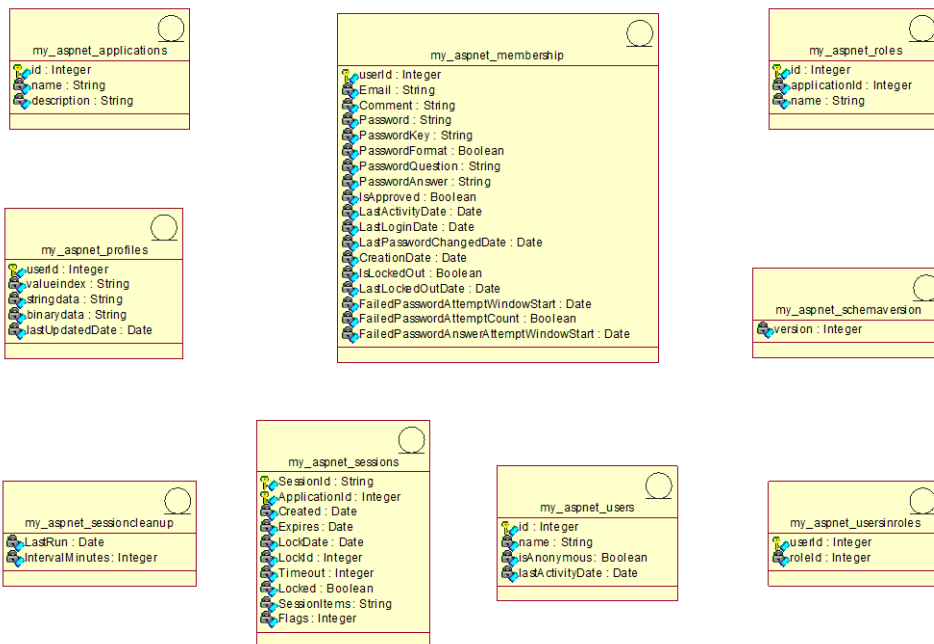 my_aspnet_applications
id : Integer
name : String
description : String
my_aspnet_membership
userId : Integer
Email : String
Comment : String
Password : String
PasswordKey : String
PasswordFormat : Boolean
PasswordQuestion : String
PasswordAnswer : String
IsApproved : Boolean
LastActivityDate : Date
LastLoginDate : Date
LastPasswordChangedDate : Date
CreationDate : Date
IsLockedOut : Boolean
LastLockedOutDate : Date
FailedPasswordAttemptWindowStart : Date
FailedPasswordAttemptCount : Boolean
FailedPasswordAnswerAttemptWindowStart : Date
my_aspnet_roles
id : Integer
applicationId : Integer
name : String
my_aspnet_profiles
userId : Integer
valueindex : String
stringdata : String
binarydata : String
lastUpdatedDate : Date
my_aspnet_schemaversion
version : Integer
my_aspnet_sessioncleanup
LastRun : Date
IntervalMinutes : Integer
my_aspnet_sessions
SessionId : String
ApplicationId : Integer
Created : Date
Expires : Date
LockDate : Date
LockId : Integer
Timeout : Integer
Locked : Boolean
SessionItems : String
Flags : Integer
my_aspnet_users
id : Integer
name : String
isAnonymous : Boolean
lastActivityDate : Date
my_aspnet_usersinroles
userId : Integer
roleId : Integer